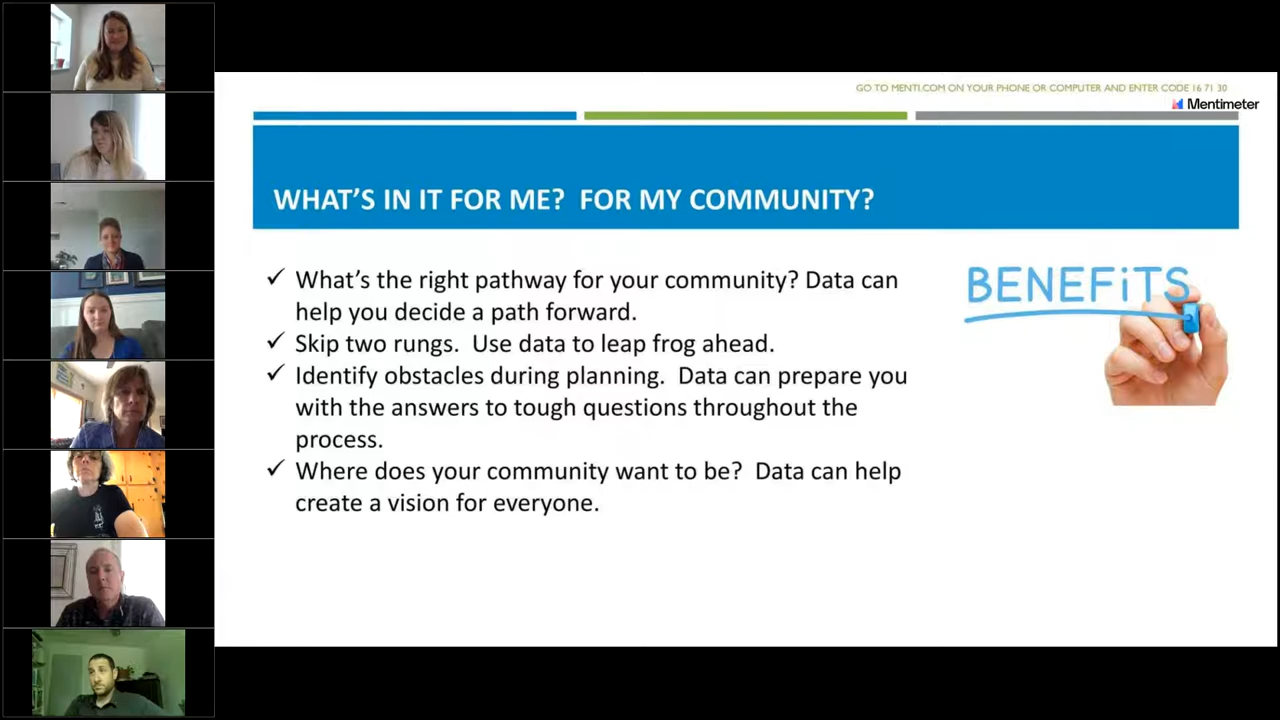 GO TO MENTI.COM ON YOUR PHONE OR COMPUTER AND ENTER CODE 16 71 30
Mentimeter
WHAT'S IN IT FOR ME?  FOR MY COMMUNITY?
✓ What's the right pathway for your community? Data can
help you decide a path forward.
✓ Skip two rungs.  Use data to leap frog ahead.
✓ Identify obstacles during planning.  Data can prepare you
with the answers to tough questions throughout the
process.
✓ Where does your community want to be?  Data can help
create a vision for everyone.
BENEFiTS